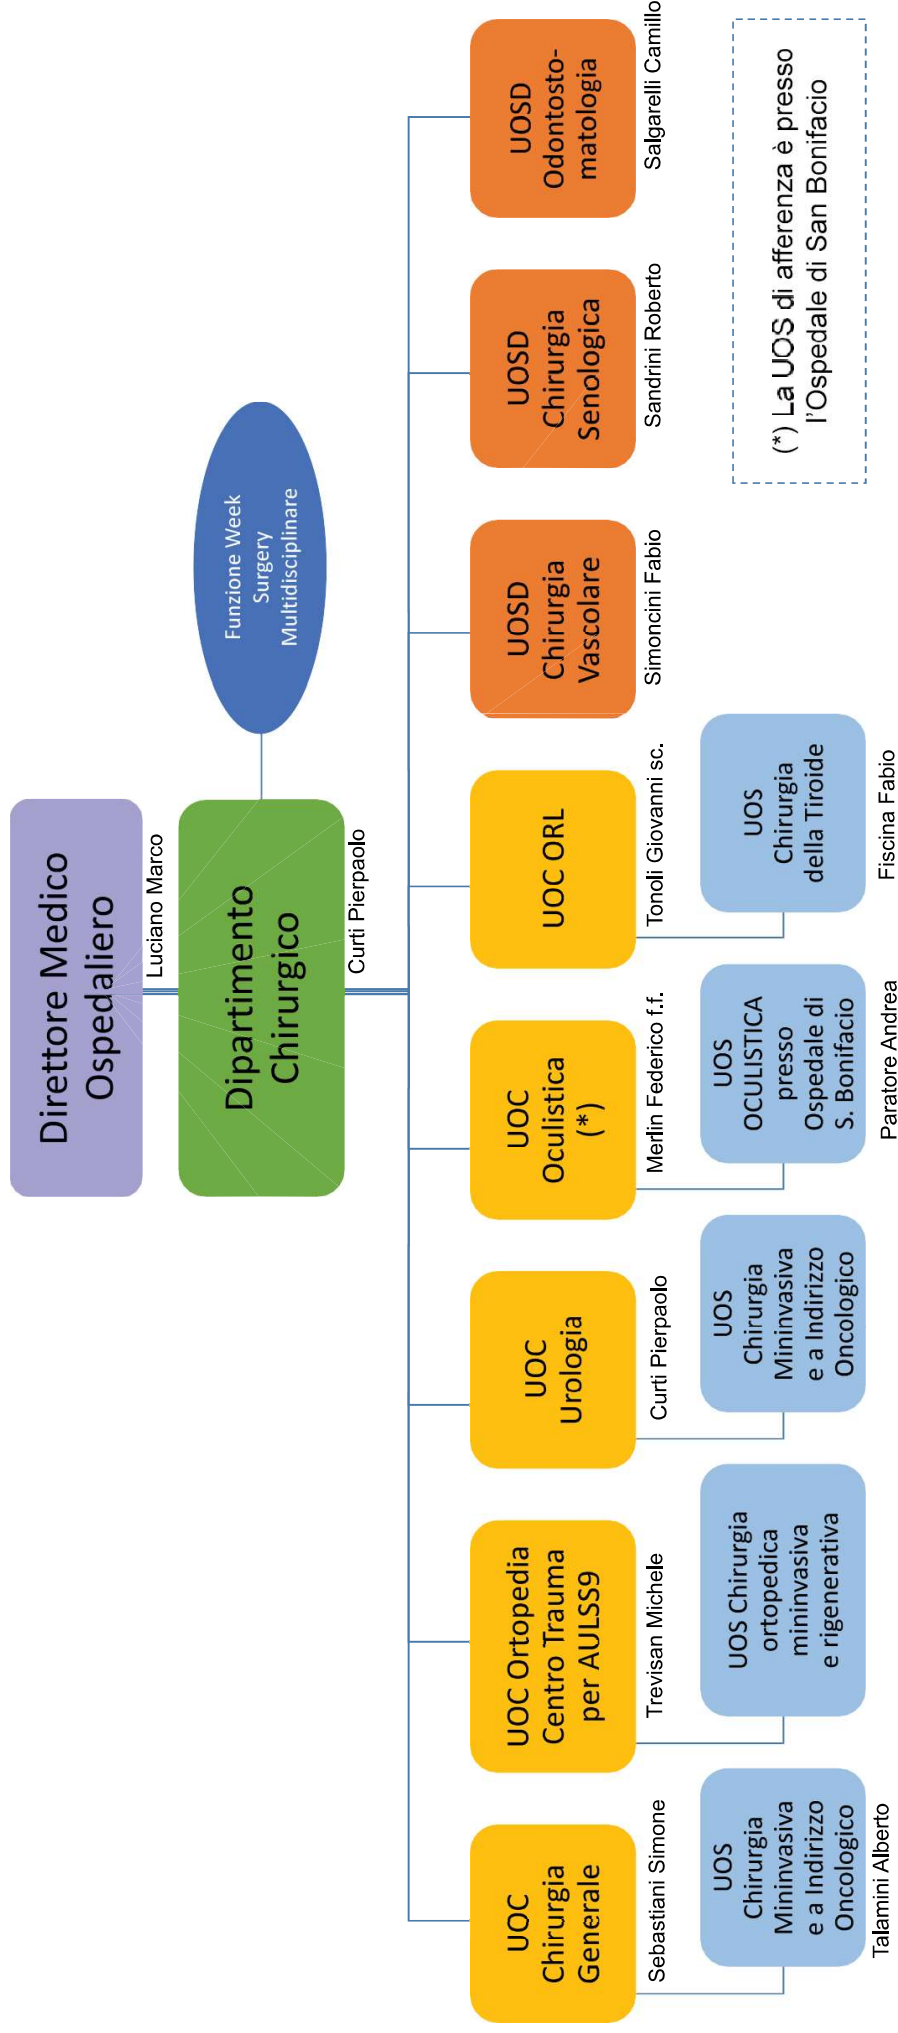 Direttore Medico
Ospedaliero
Luciano Marco
Dipartimento
Chirurgico
Curti Pierpaolo
Funzione Week
Surgery
Multidisciplinare
UOC
Chirurgia
Generale
Sebastiani Simone
UOC Ortopedia
Centro Trauma
per AULSS9
Trevisan Michele
UOC
Urologia
Curti Pierpaolo
UOC
Oculistica
(*)
Merlin Federico f.f.
UOC ORL
Tonoli Giovanni sc.
UOSD
Chirurgia
Vascolare
Simoncini Fabio
UOSD
Chirurgia
Senologica
Sandrini Roberto
UOSD
Odontosto-
matologia
Salgarelli Camillo
UOS
Chirurgia
Mininvasiva
e a Indirizzo
Oncologico
Talamini Alberto
UOS Chirurgia
ortopedica
mininvasiva
e rigenerativa
UOS
Chirurgia
Mininvasiva
e a Indirizzo
Oncologico
UOS
OCULISTICA
presso
Ospedale di
S. Bonifacio
Paratore Andrea
UOS
Chirurgia
della Tiroide
Fiscina Fabio
(*) La UOS di afferenza è presso
l'Ospedale di San Bonifacio